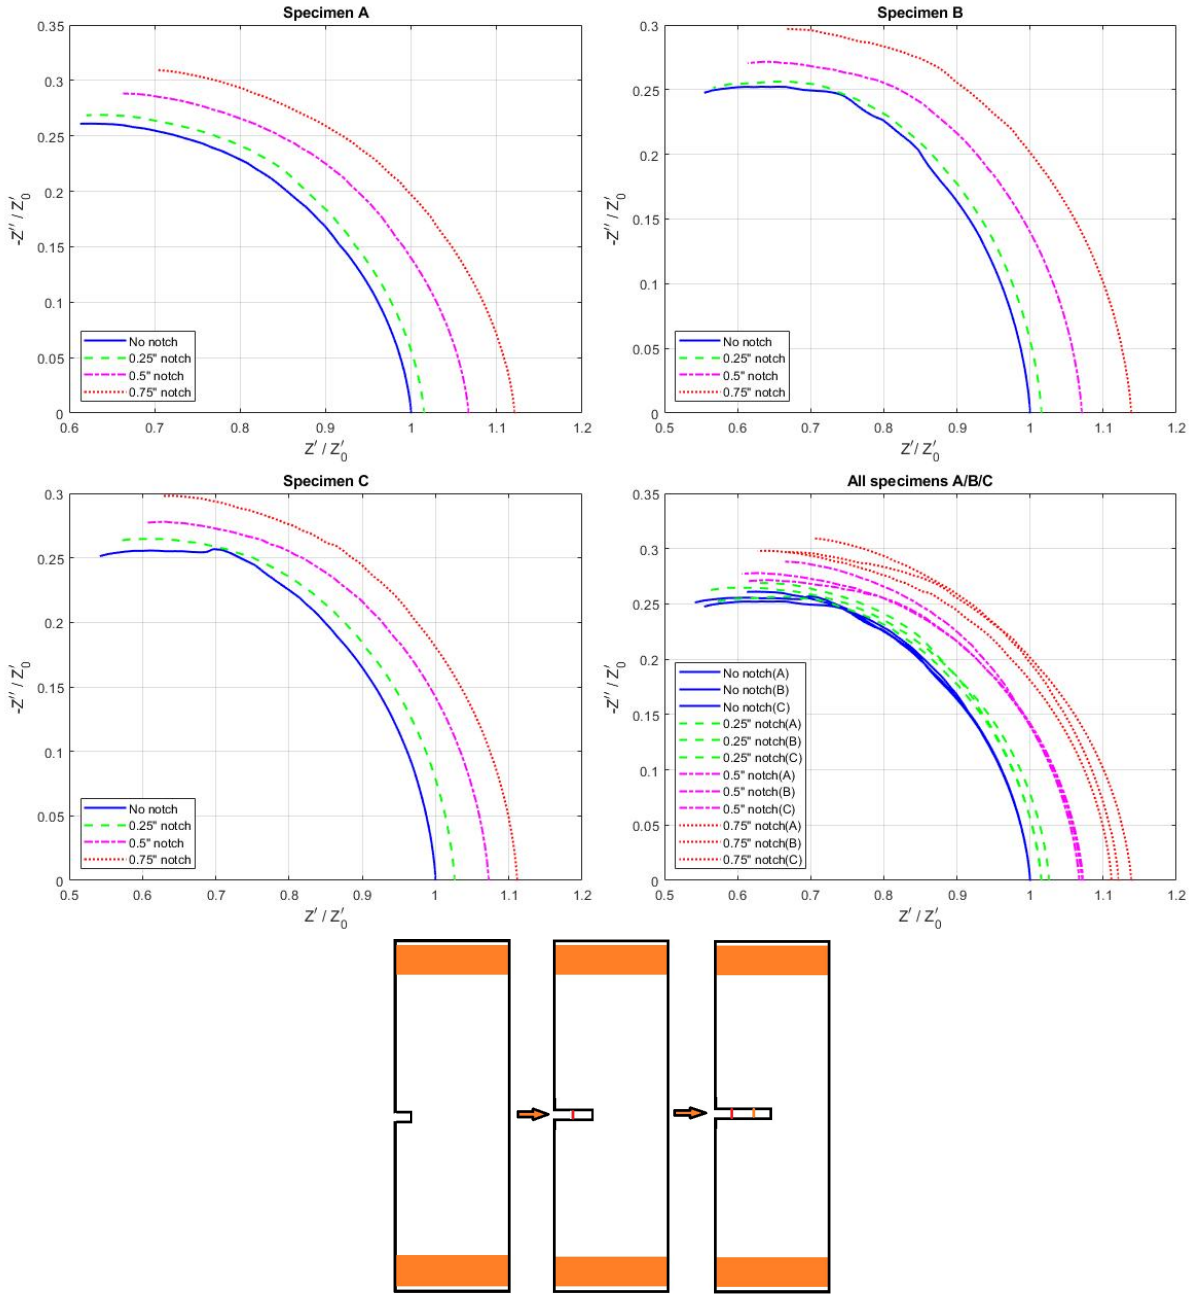 Specimen A
0.35
0.3
0.25
0.2
0.15
0.1
0.05
0
-Z′′ / Z′0
No notch
0.25" notch
0.5" notch
0.75" notch
0.6 0.7 0.8 0.9 1 1.1 1.2
Z′ / Z′0
Specimen B
0.3
0.25
0.2
0.15
0.1
0.05
0
-Z′′ / Z′0
No notch
0.25" notch
0.5" notch
0.75" notch
0.5 0.6 0.7 0.8 0.9 1 1.1 1.2
Z′ / Z′0
Specimen C
0.3
0.25
0.2
0.15
0.1
0.05
0
-Z′′ / Z′0
No notch
0.25" notch
0.5" notch
0.75" notch
0.5 0.6 0.7 0.8 0.9 1 1.1 1.2
Z′ / Z′0
All specimens A/B/C
0.35
0.3
0.25
0.2
0.15
0.1
0.05
0
-Z′′ / Z′0
No notch(A)
No notch(B)
No notch(C)
0.25" notch(A)
0.25" notch(B)
0.25" notch(C)
0.5" notch(A)
0.5" notch(B)
0.5" notch(C)
0.75" notch(A)
0.75" notch(B)
0.75" notch(C)
0.5 0.6 0.7 0.8 0.9 1 1.1 1.2
Z′ / Z′0